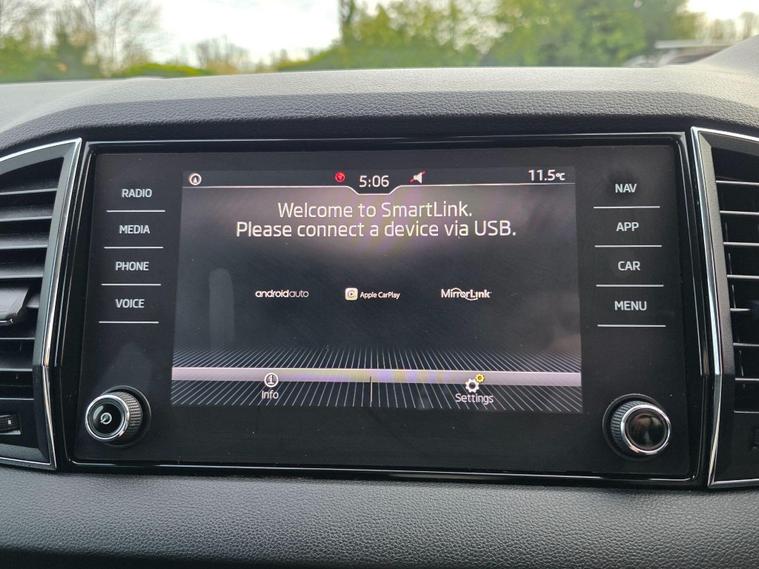 RADIO
MEDIA
PHONE
VOICE
5:06
11.5°C
Welcome to SmartLink.
Please connect a device via USB.
androidauto
Apple CarPlay
MirrorLink
Info
Settings
NAV
APP
CAR
MENU